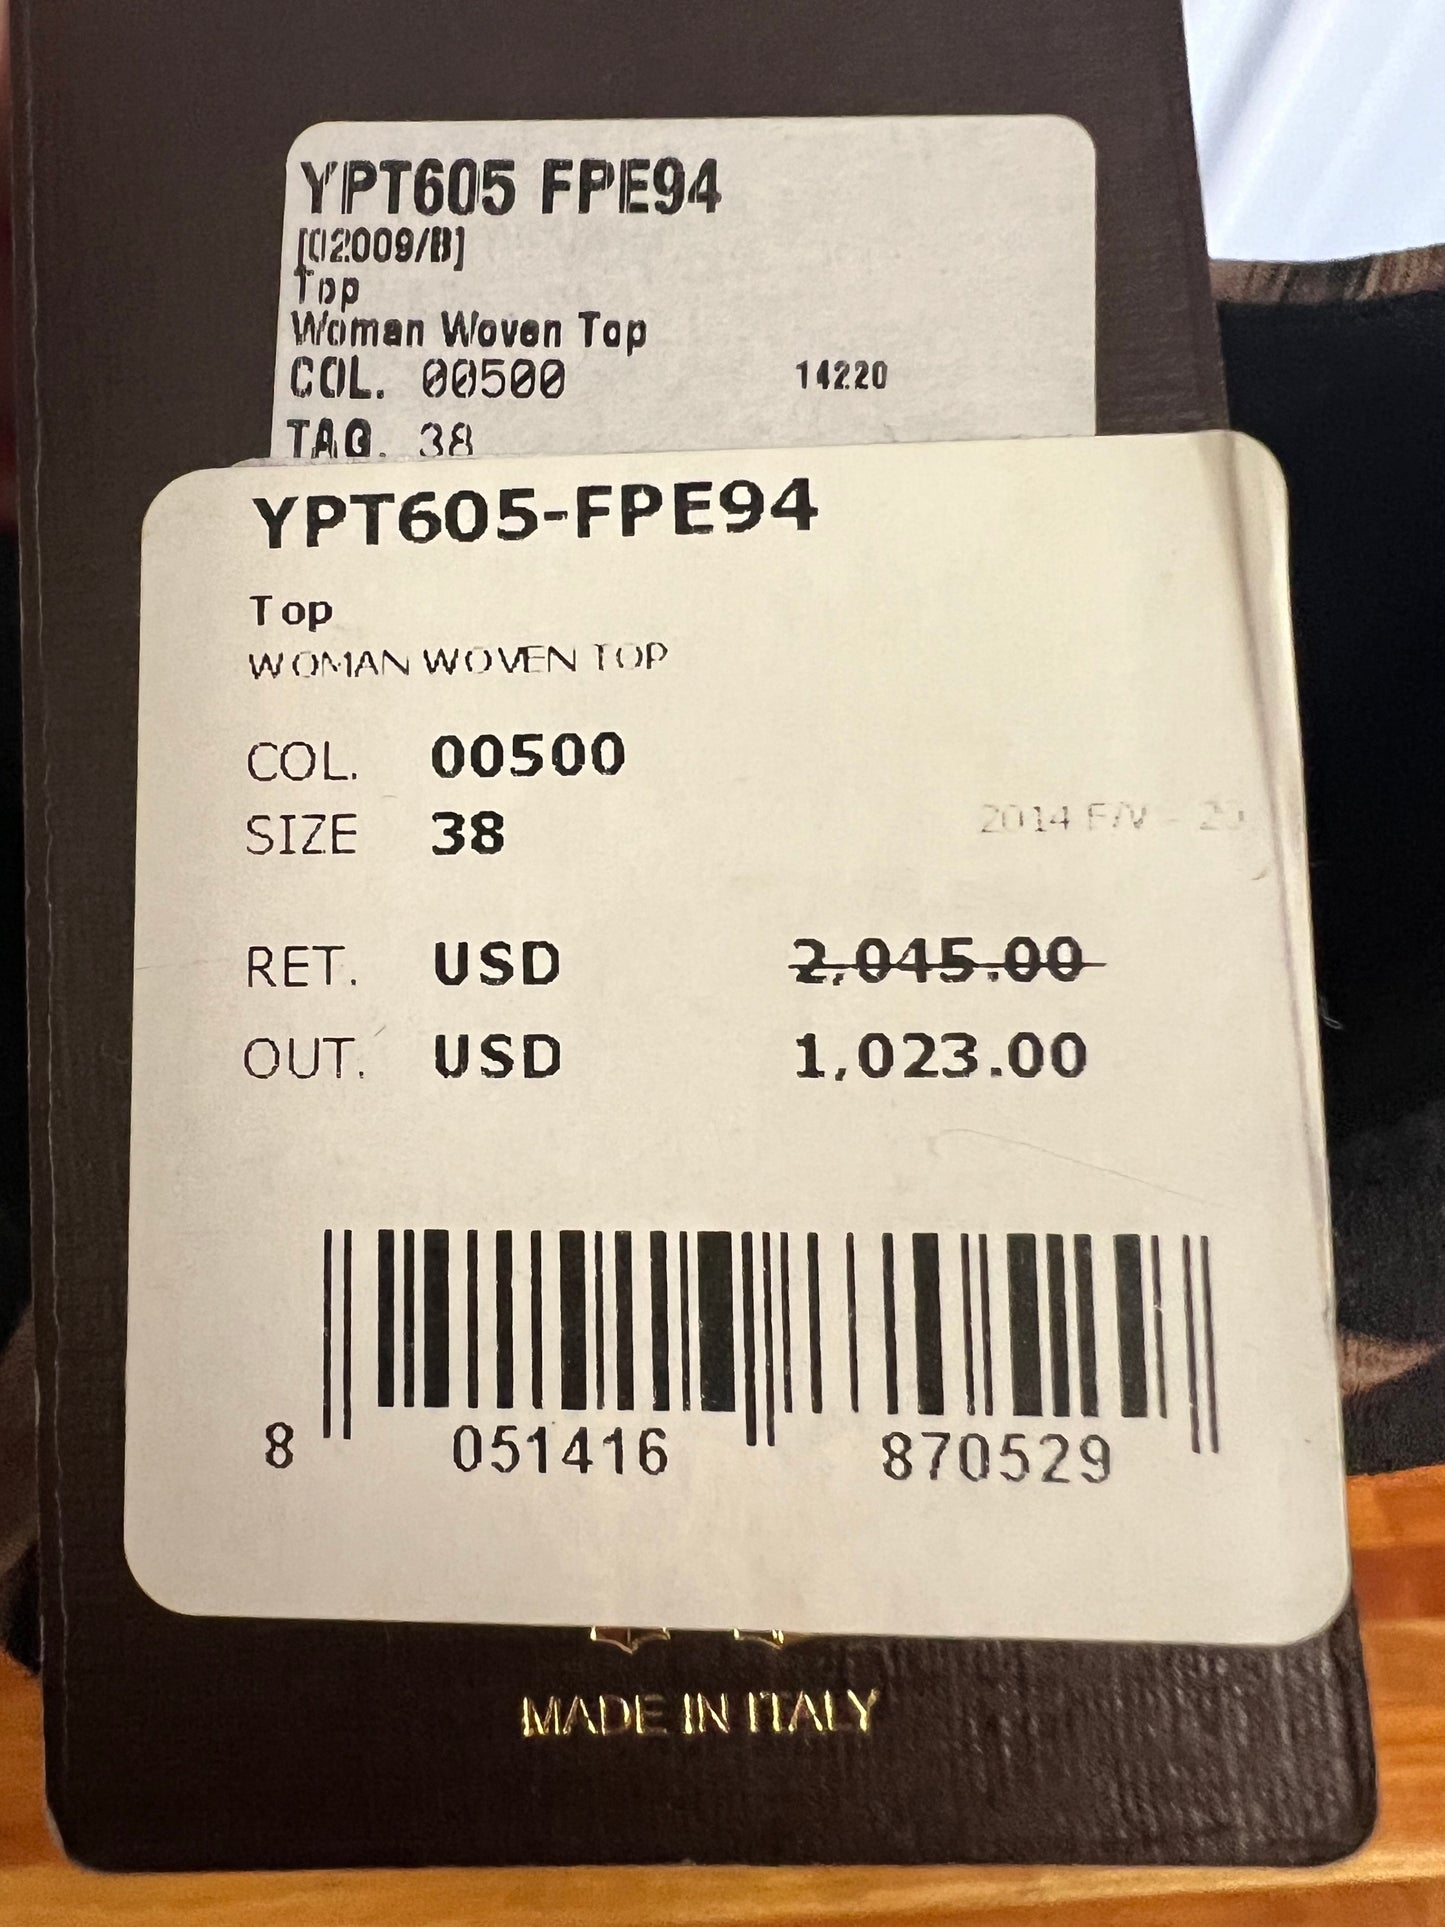 YPT605 FPE94
[02009/B]
Top
Woman Woven Top
COL. 00500 14220
TAG. 38
YPT605-FPE94
Top
WOMAN WOVEN TOP
COL. 00500
SIZE 38
2014 F/W - 20
RET. USD 2,045.00
OUT. USD 1,023.00
8 051416 870529
MADE IN ITALY